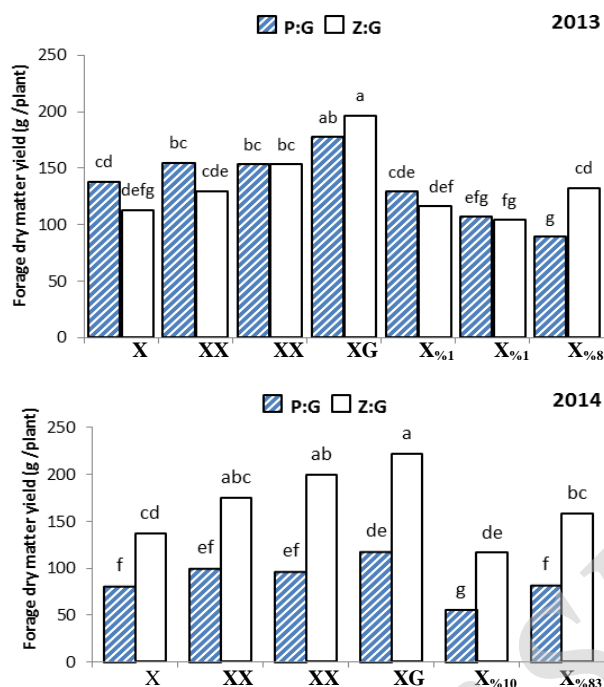 P:G Z:G 2013
Forage dry matter yield (g /plant)
250
200
150
100
50
0
cd defg bc cde bc bc ab a cde def efg fg g cd
X XX XX XG X%1 X%1 X%8
P:G Z:G 2014
Forage dry matter yield (g /plant)
250
200
150
100
50
0
f cd ef abc ef ab de a g de f bc
X XX XX XG X%10 X%83